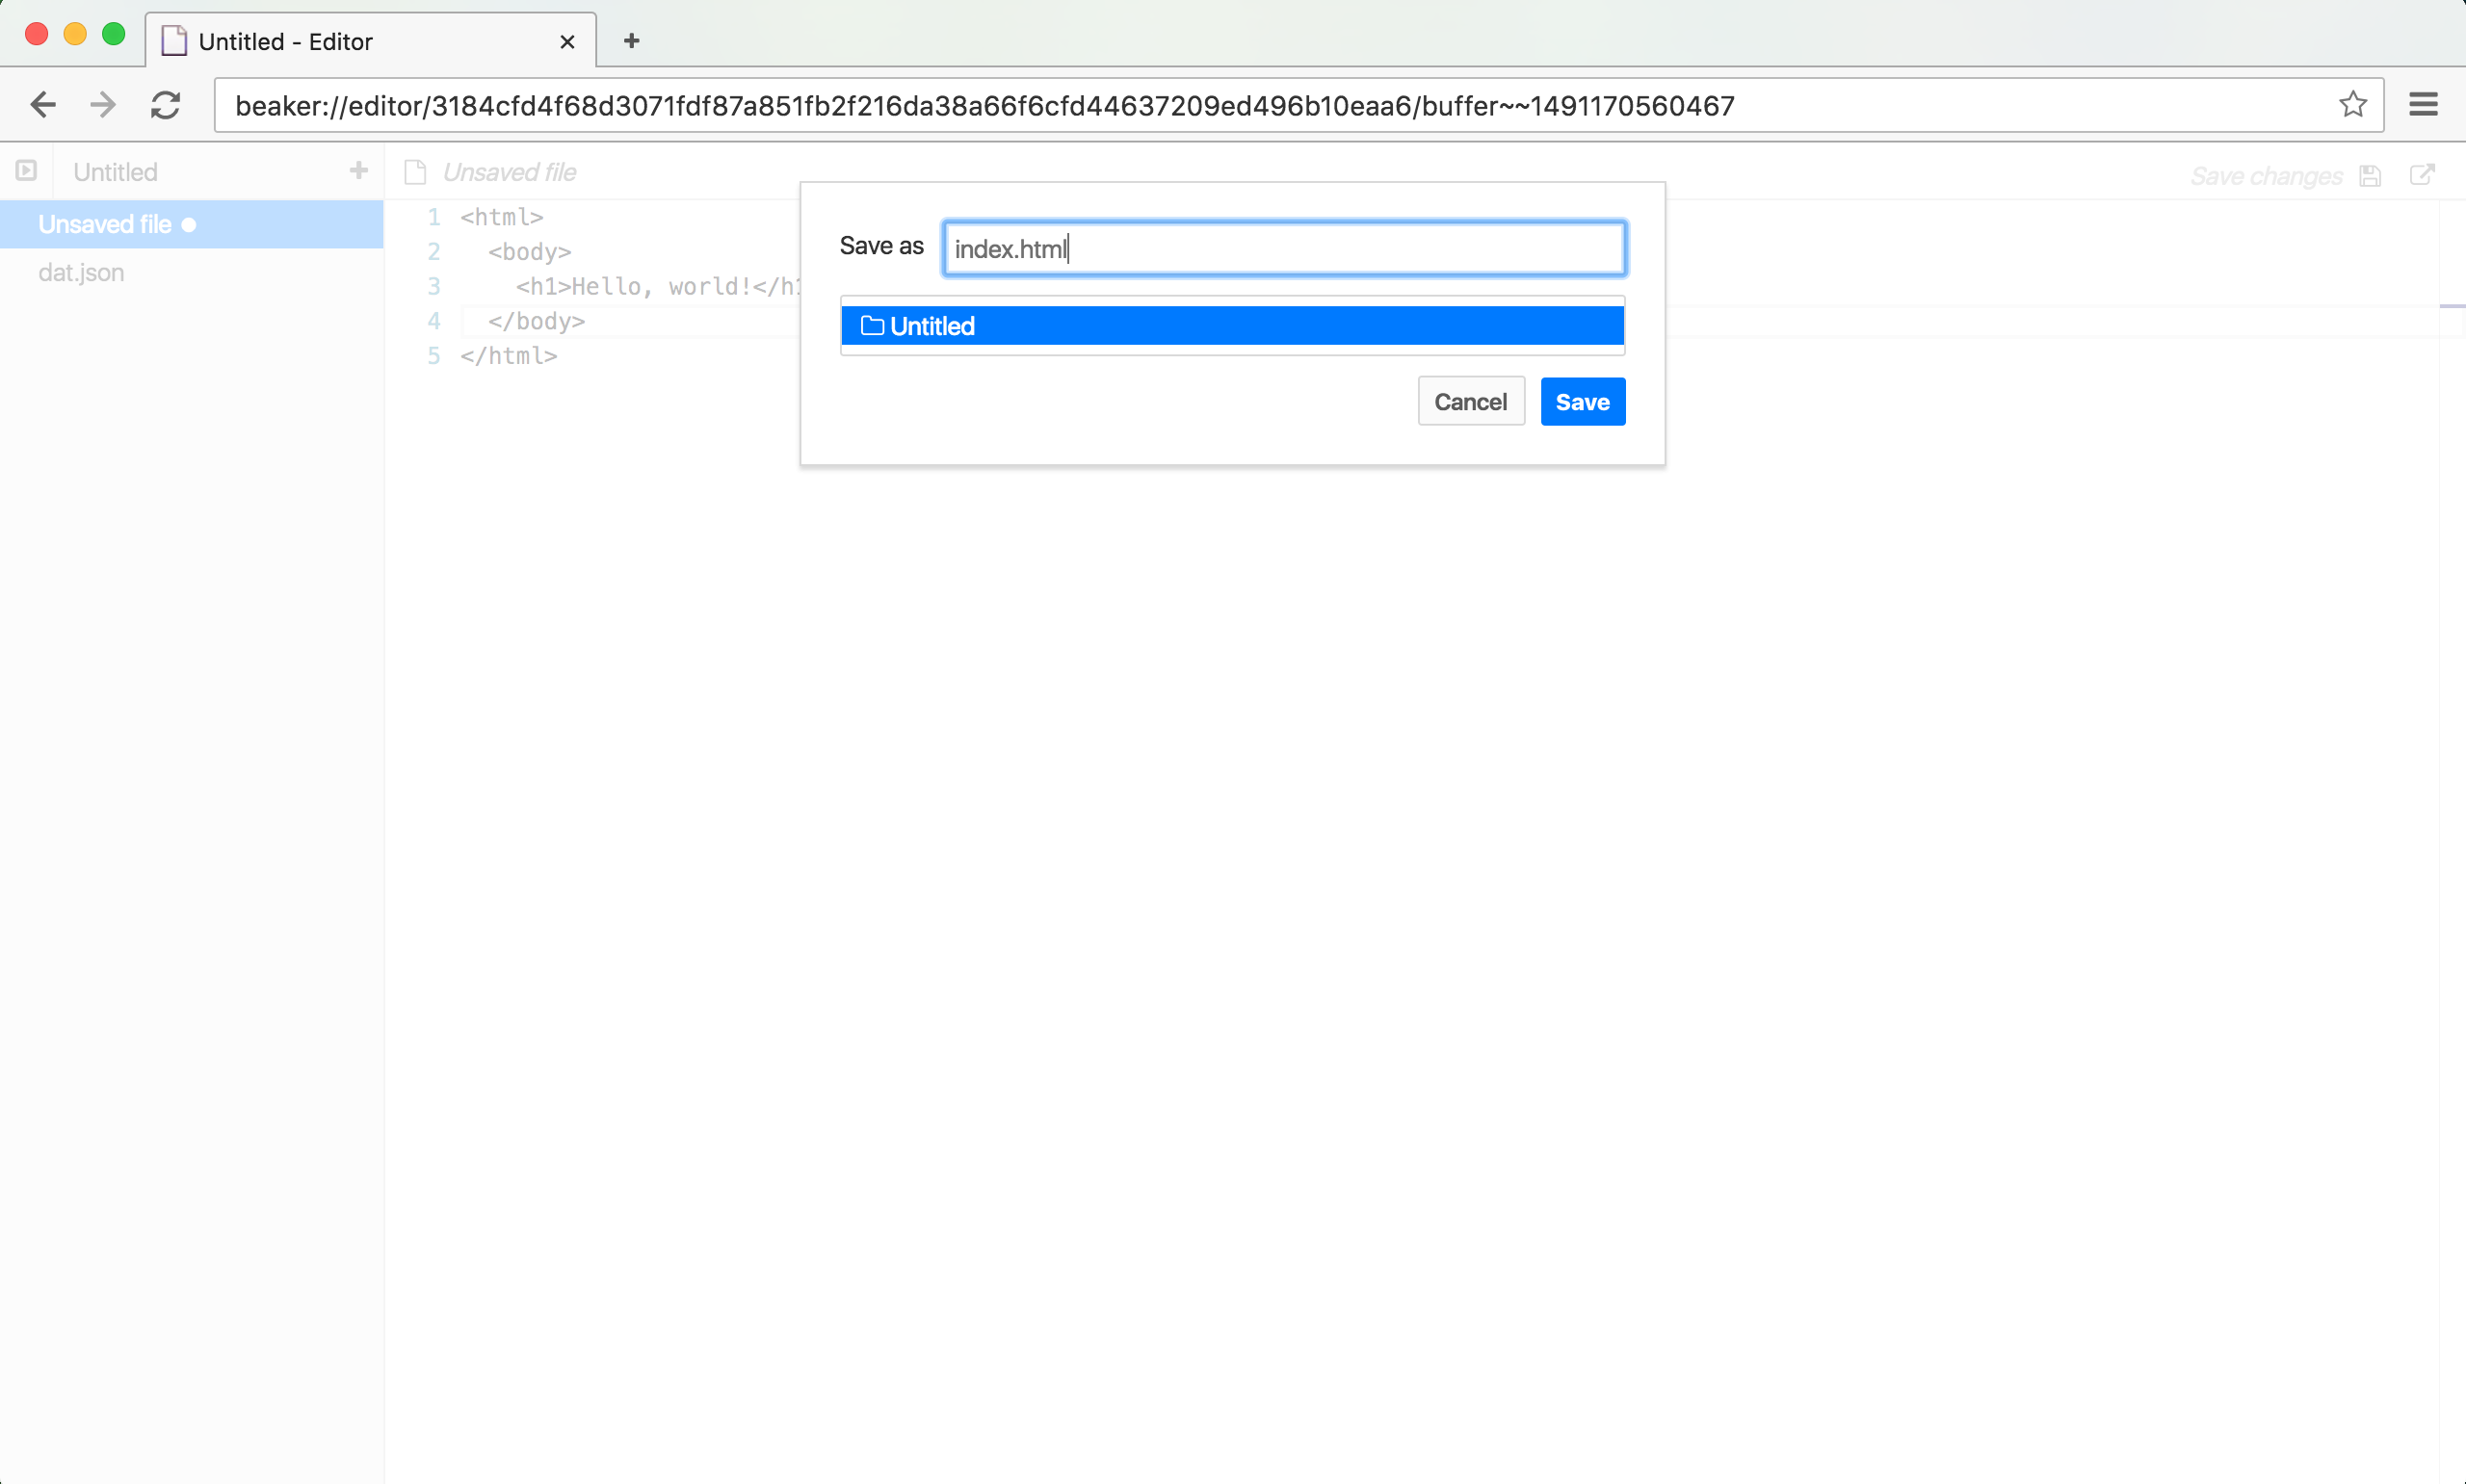 Untitled - Editor
beaker://editor/3184cfd4f68d3071fdf87a851fb2f216da38a66f6cfd44637209ed496b10eaa6/buffer~~1491170560467
Untitled
Unsaved file
Save changes
Unsaved file
dat.json
1 <html>
2 <body>
3 <h1>Hello, world!</h1
4 </body>
5 </html>
Save as index.html
Untitled
Cancel Save